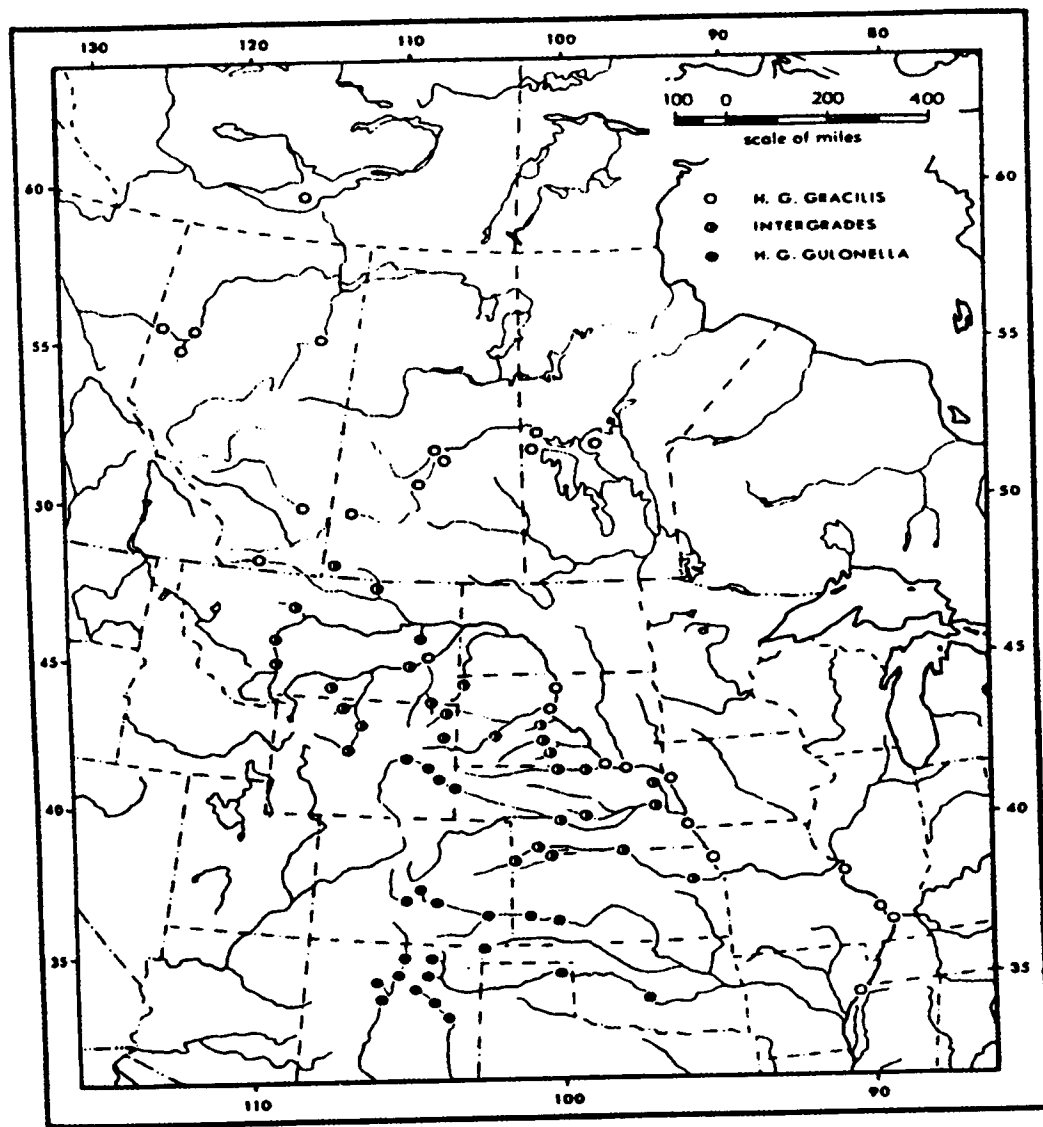 130 120 110 100 90 80
100 0 200 400
scale of miles
60 60
H. G. GRACILIS
INTERGRADES
H. G. GULONELLA
55 55
50 50
45 45
40 40
35 35
110 100 90